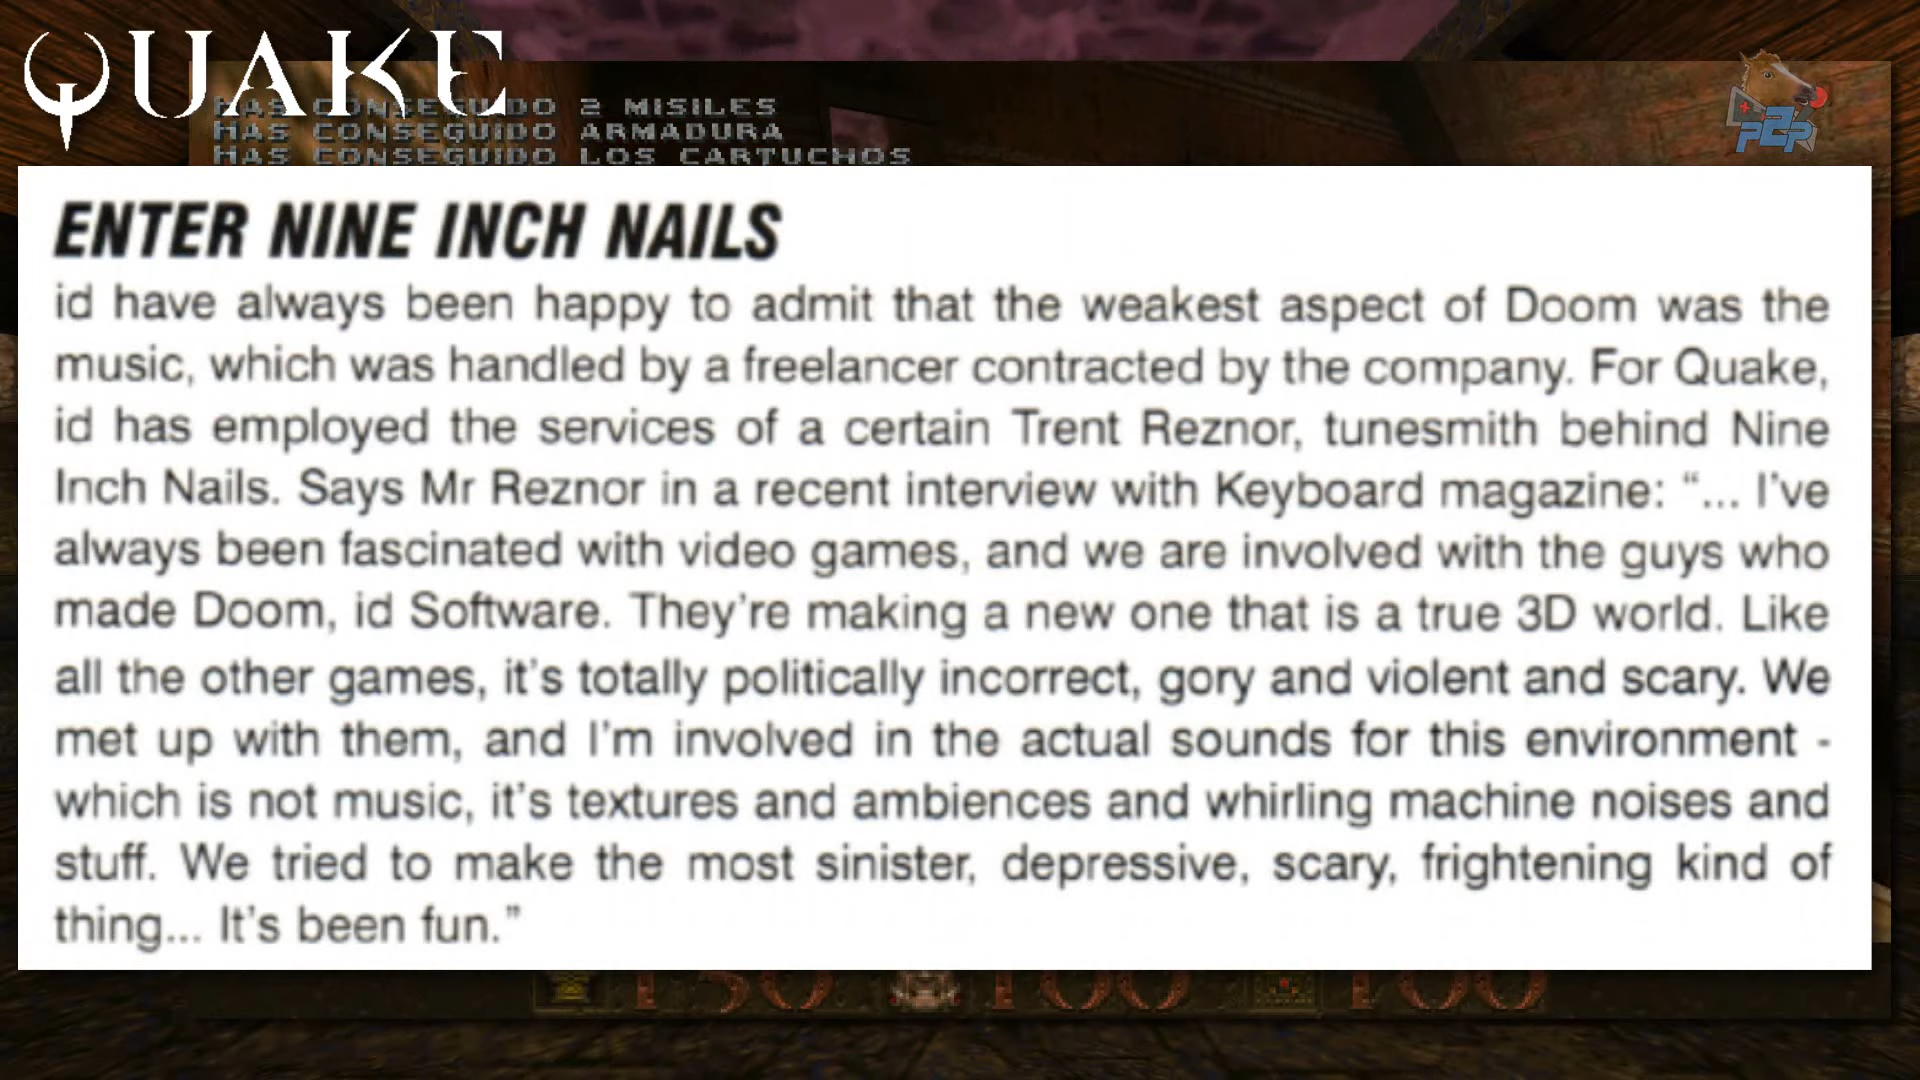 QUAKE
HAS CONSEGUIDO 2 MISILES
HAS CONSEGUIDO ARMADURA
HAS CONSEGUIDO LOS CARTUCHOS
P2P
ENTER NINE INCH NAILS
id have always been happy to admit that the weakest aspect of Doom was the
music, which was handled by a freelancer contracted by the company. For Quake,
id has employed the services of a certain Trent Reznor, tunesmith behind Nine
Inch Nails. Says Mr Reznor in a recent interview with Keyboard magazine: “... I’ve
always been fascinated with video games, and we are involved with the guys who
made Doom, id Software. They’re making a new one that is a true 3D world. Like
all the other games, it’s totally politically incorrect, gory and violent and scary. We
met up with them, and I’m involved in the actual sounds for this environment -
which is not music, it’s textures and ambiences and whirling machine noises and
stuff. We tried to make the most sinister, depressive, scary, frightening kind of
thing... It’s been fun.”
100 100